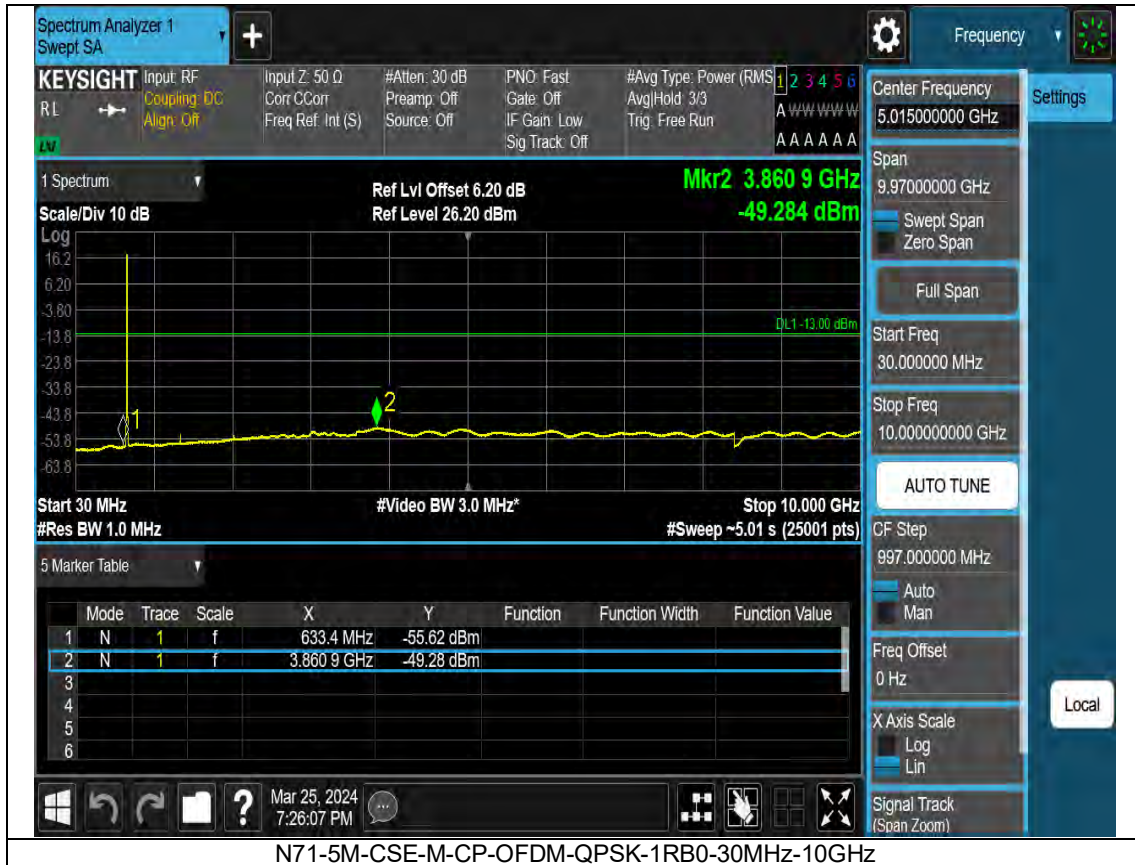 Spectrum Analyzer 1
Swept SA
+
Frequency
KEYSIGHT
RL
LXI
Input: RF
Coupling: DC
Align: Off
Input Z: 50 Ω
Corr CCorr
Freq Ref: Int (S)
#Atten: 30 dB
Preamp: Off
Source: Off
PNO: Fast
Gate: Off
IF Gain: Low
Sig Track: Off
#Avg Type: Power (RMS
Avg|Hold: 3/3
Trig: Free Run
1 2 3 4 5 6
A W W W W W
A A A A A A
1 Spectrum
Scale/Div 10 dB
Ref Lvl Offset 6.20 dB
Ref Level 26.20 dBm
Mkr2 3.860 9 GHz
-49.284 dBm
Log
16.2
6.20
-3.80
-13.8
-23.8
-33.8
-43.8
-53.8
-63.8
DL1 -13.00 dBm
1
2
Start 30 MHz
#Res BW 1.0 MHz
#Video BW 3.0 MHz*
Stop 10.000 GHz
#Sweep ~5.01 s (25001 pts)
5 Marker Table
Mode Trace Scale X Y Function Function Width Function Value
1 N 1 f 633.4 MHz -55.62 dBm
2 N 1 f 3.860 9 GHz -49.28 dBm
3
4
5
6
Mar 25, 2024
7:26:07 PM
?
Center Frequency
5.015000000 GHz
Settings
Span
9.97000000 GHz
Swept Span
Zero Span
Full Span
Start Freq
30.000000 MHz
Stop Freq
10.000000000 GHz
AUTO TUNE
CF Step
997.000000 MHz
Auto
Man
Freq Offset
0 Hz
X Axis Scale
Log
Lin
Local
Signal Track
(Span Zoom)
N71-5M-CSE-M-CP-OFDM-QPSK-1RB0-30MHz-10GHz